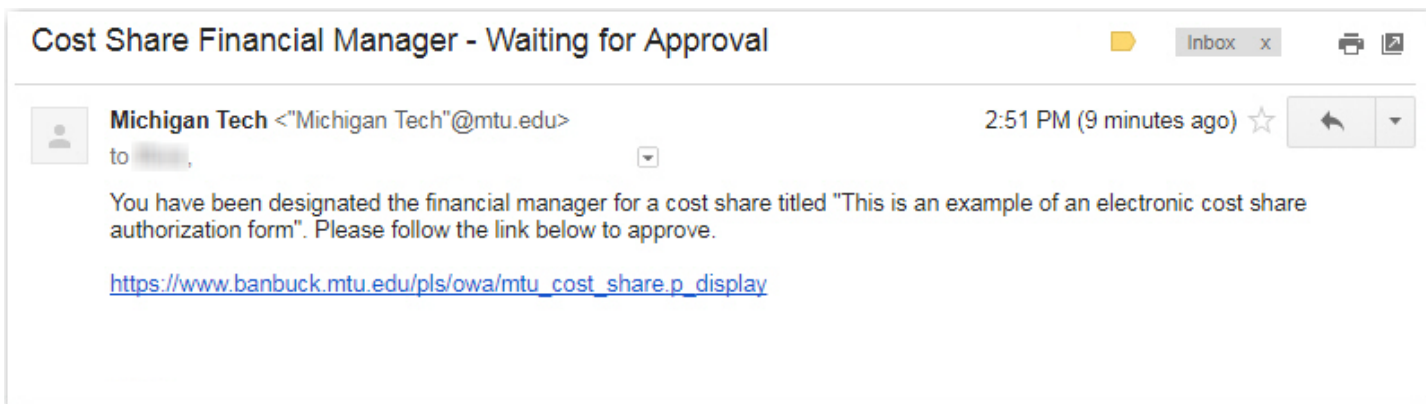 Cost Share Financial Manager - Waiting for Approval
Inbox x
Michigan Tech <"Michigan Tech"@mtu.edu>
2:51 PM (9 minutes ago)
to ,
You have been designated the financial manager for a cost share titled "This is an example of an electronic cost share
authorization form". Please follow the link below to approve.
https://www.banbuck.mtu.edu/pls/owa/mtu_cost_share.p_display